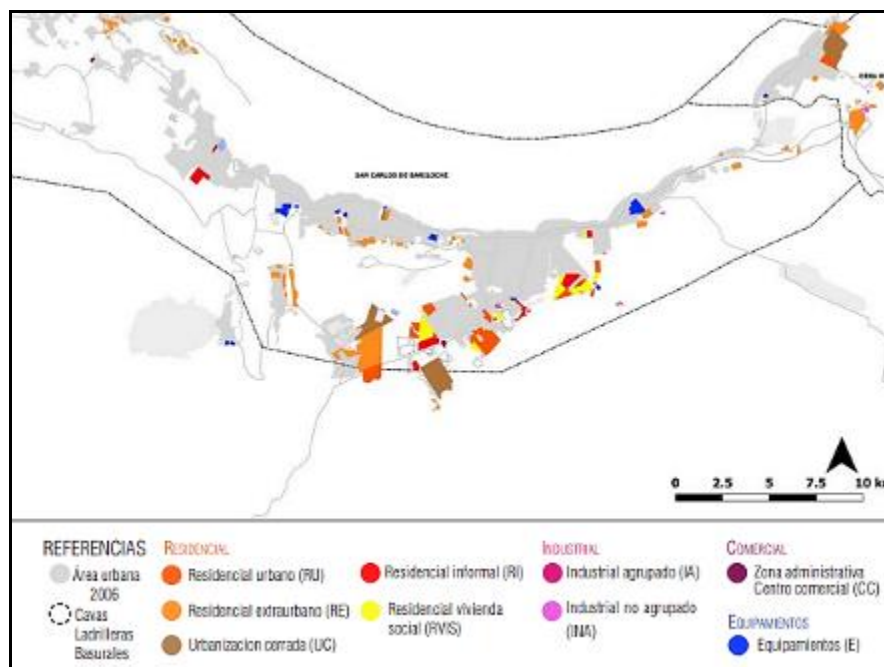 SAN CARLOS DE BARILOCHE
0 2.5 5 7.5 10
REFERENCIAS
Área urbana
2006
Cavas
Ladrilleras
Basurales
RESIDENCIAL
Residencial urbano (RU)
Residencial extraurbano (RE)
Urbanizacion cerrada (UC)
Residencial informal (RI)
Residencial vivienda
social (RVIS)
INDUSTRIAL
Industrial agrupado (IA)
Industrial no agrupado
(INA)
COMERCIAL
Zona administrativa
Centro comercial (CC)
EQUIPAMIENTOS
Equipamientos (E)